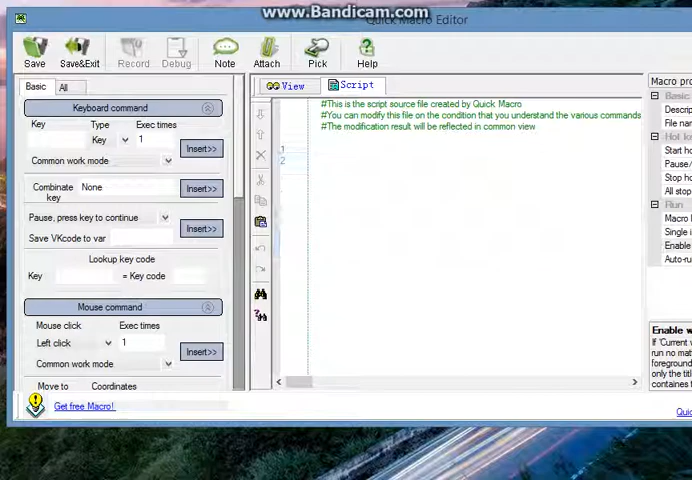 www.Bandicam.com
Quick Macro Editor
Save
Save&Exit
Record
Debug
Note
Attach
Pick
Help
Basic
All
View
Script
Macro pro
Keyboard command
Key
Type
Exec times
Key
1
Insert>>
Common work mode
Combinate key
None
Insert>>
Pause, press key to continue
Insert>>
Save VKcode to var
Lookup key code
Key
= Key code
Mouse command
Mouse click
Exec times
Left click
1
Insert>>
Common work mode
Move to
Coordinates
#This is the script source file created by Quick Macro
#You can modify this file on the condition that you understand the various commands
#The modification result will be reflected in common view
1
2
Basic
Descrip
File nam
Hot k
Start ho
Pause/
Stop ho
All stop
Run
Macro l
Single i
Enable
Auto-ru
Enable w
If 'Current w
run no mat
foreground
only the titl
containes t
Get free Macro!
Quic